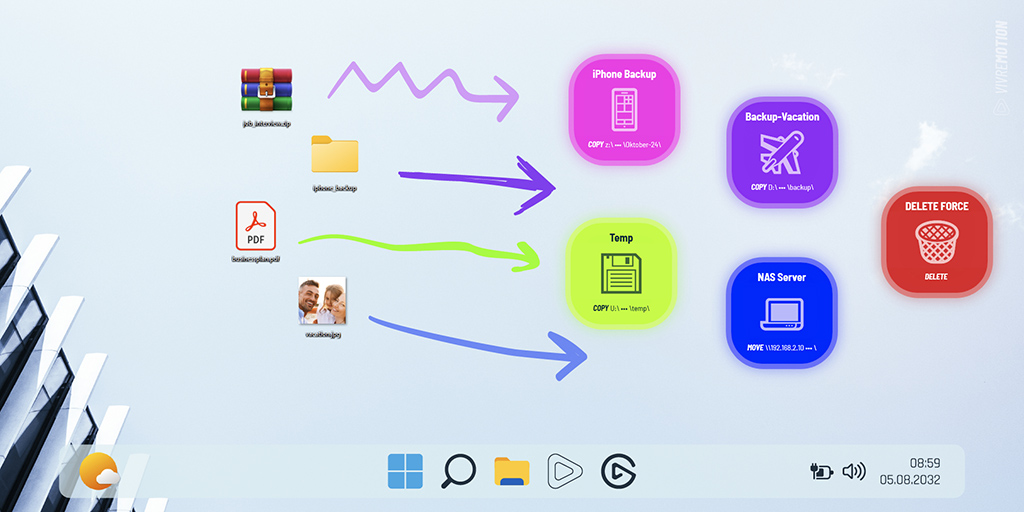 job_interview.zip
iphone_backup
PDF
businessplan.pdf
vacation.jpg
iPhone Backup
COPY z:\ ••• \Oktober-24\
Backup-Vacation
COPY D:\ ••• \backup\
Temp
COPY U:\ ••• \temp\
NAS Server
MOVE \\192.168.2.10 ••• \
DELETE FORCE
DELETE
VIVREMOTION
08:59
05.08.2032